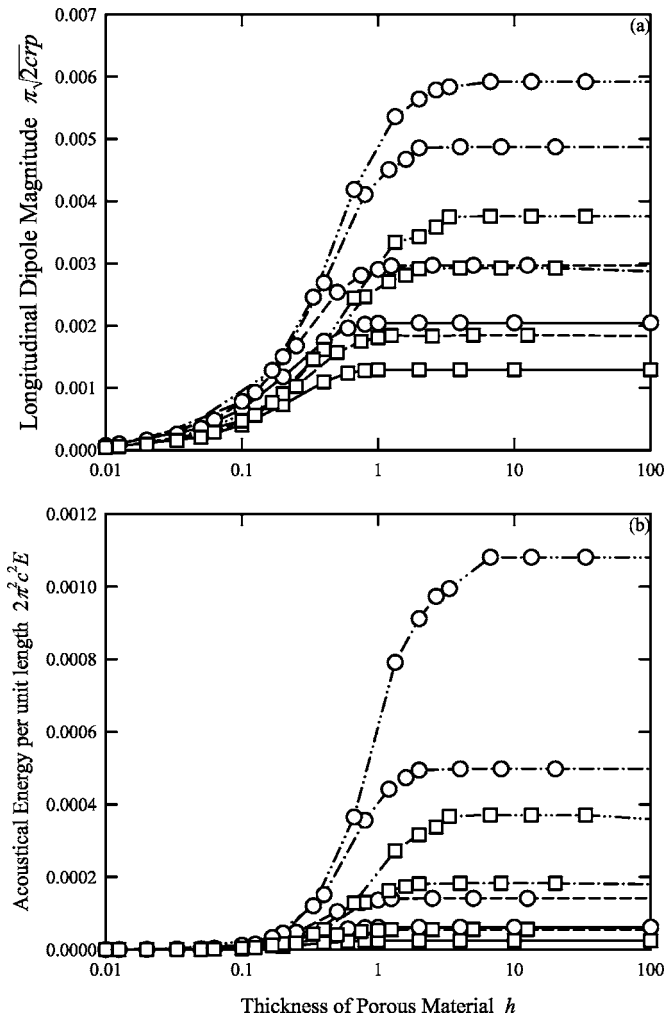 0.007
(a)
0.006
0.005
0.004
0.003
0.002
0.001
0.000
Longitudinal Dipole Magnitude π√2crp
0.01 0.1 1 10 100
0.0012
(b)
0.0010
0.0008
0.0006
0.0004
0.0002
0.0000
Acoustical Energy per unit length 2π²c²E
0.01 0.1 1 10 100
Thickness of Porous Material h